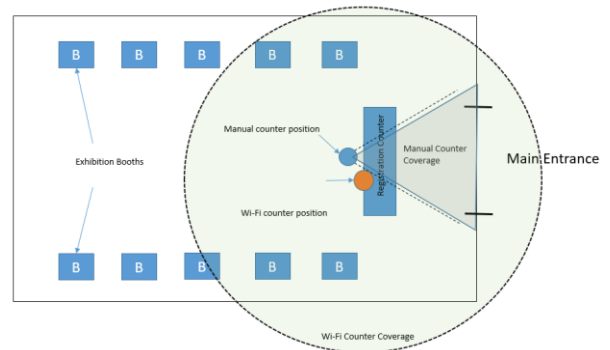 B B B B B
Manual counter position
Registration Counter
Manual Counter
Coverage
Exhibition Booths
Main Entrance
Wi-Fi counter position
B B B B B
Wi-Fi Counter Coverage